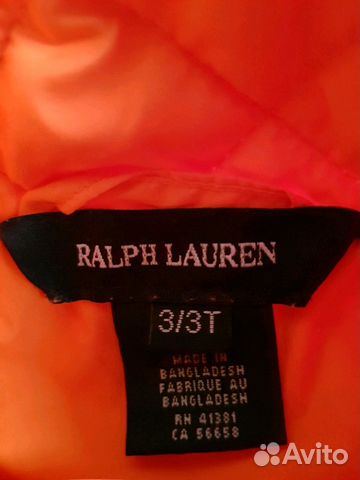 RALPH LAUREN
3/3T
MADE IN
BANGLADESH
FABRIQUE AU
BANGLADESH
RN 41381
CA 56658
Avito